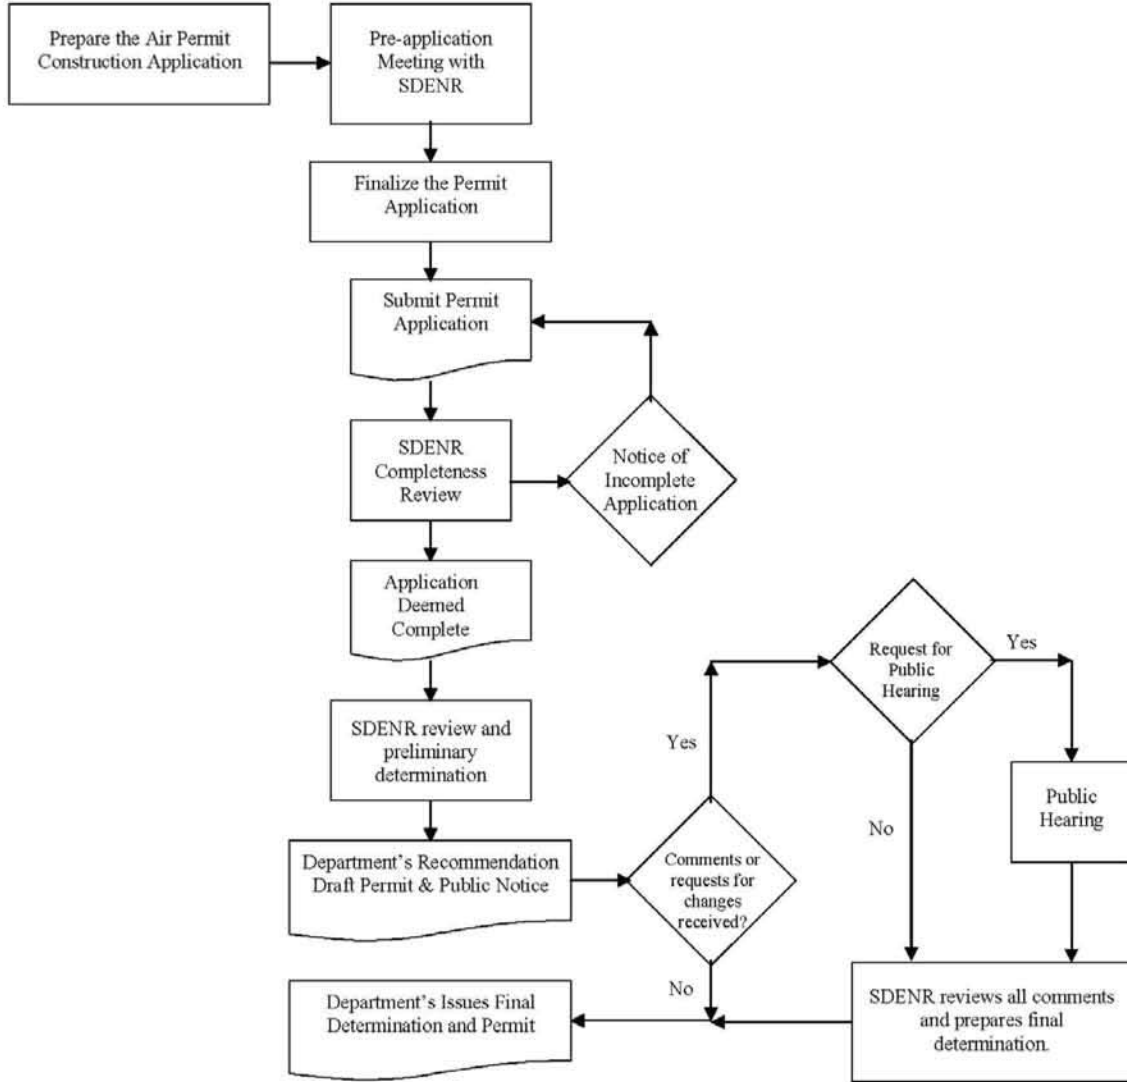 Prepare the Air Permit
Construction Application
Pre-application
Meeting with
SDENR
Finalize the Permit
Application
Submit Permit
Application
SDENR
Completeness
Review
Notice of
Incomplete
Application
Application
Deemed
Complete
Request for
Public
Hearing
Yes
SDENR review and
preliminary
determination
Yes
Public
Hearing
No
Department's Recommendation
Draft Permit & Public Notice
Comments or
requests for
changes
received?
No
Department's Issues Final
Determination and Permit
SDENR reviews all comments
and prepares final
determination.